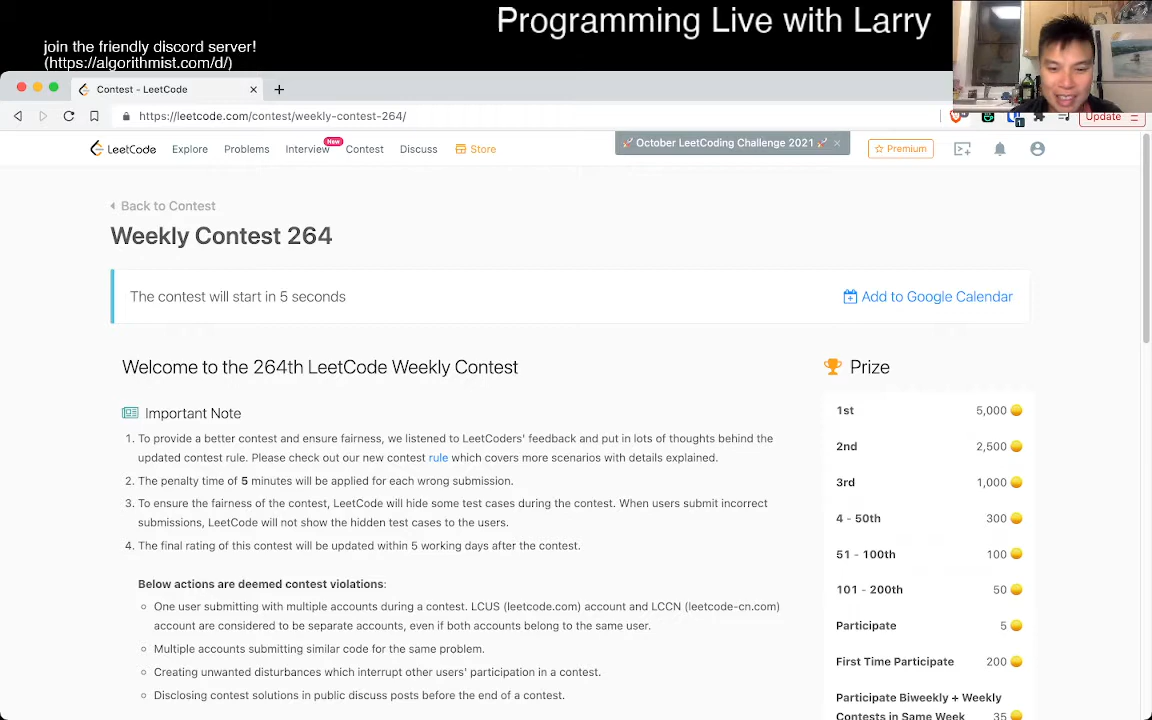 Programming Live with Larry
join the friendly discord server!
(https://algorithmist.com/d/)
Contest - LeetCode
https://leetcode.com/contest/weekly-contest-264/
1
Update
LeetCode
Explore
Problems
Interview
New
Contest
Discuss
Store
🚀 October LeetCoding Challenge 2021 🚀
Premium
Back to Contest
Weekly Contest 264
The contest will start in 5 seconds
Add to Google Calendar
Welcome to the 264th LeetCode Weekly Contest
Important Note
1. To provide a better contest and ensure fairness, we listened to LeetCoders' feedback and put in lots of thoughts behind the
updated contest rule. Please check out our new contest rule which covers more scenarios with details explained.
2. The penalty time of 5 minutes will be applied for each wrong submission.
3. To ensure the fairness of the contest, LeetCode will hide some test cases during the contest. When users submit incorrect
submissions, LeetCode will not show the hidden test cases to the users.
4. The final rating of this contest will be updated within 5 working days after the contest.
Below actions are deemed contest violations:
One user submitting with multiple accounts during a contest. LCUS (leetcode.com) account and LCCN (leetcode-cn.com)
account are considered to be separate accounts, even if both accounts belong to the same user.
Multiple accounts submitting similar code for the same problem.
Creating unwanted disturbances which interrupt other users' participation in a contest.
Disclosing contest solutions in public discuss posts before the end of a contest.
Prize
1st 5,000
2nd 2,500
3rd 1,000
4 - 50th 300
51 - 100th 100
101 - 200th 50
Participate 5
First Time Participate 200
Participate Biweekly + Weekly
Contests in Same Week 35